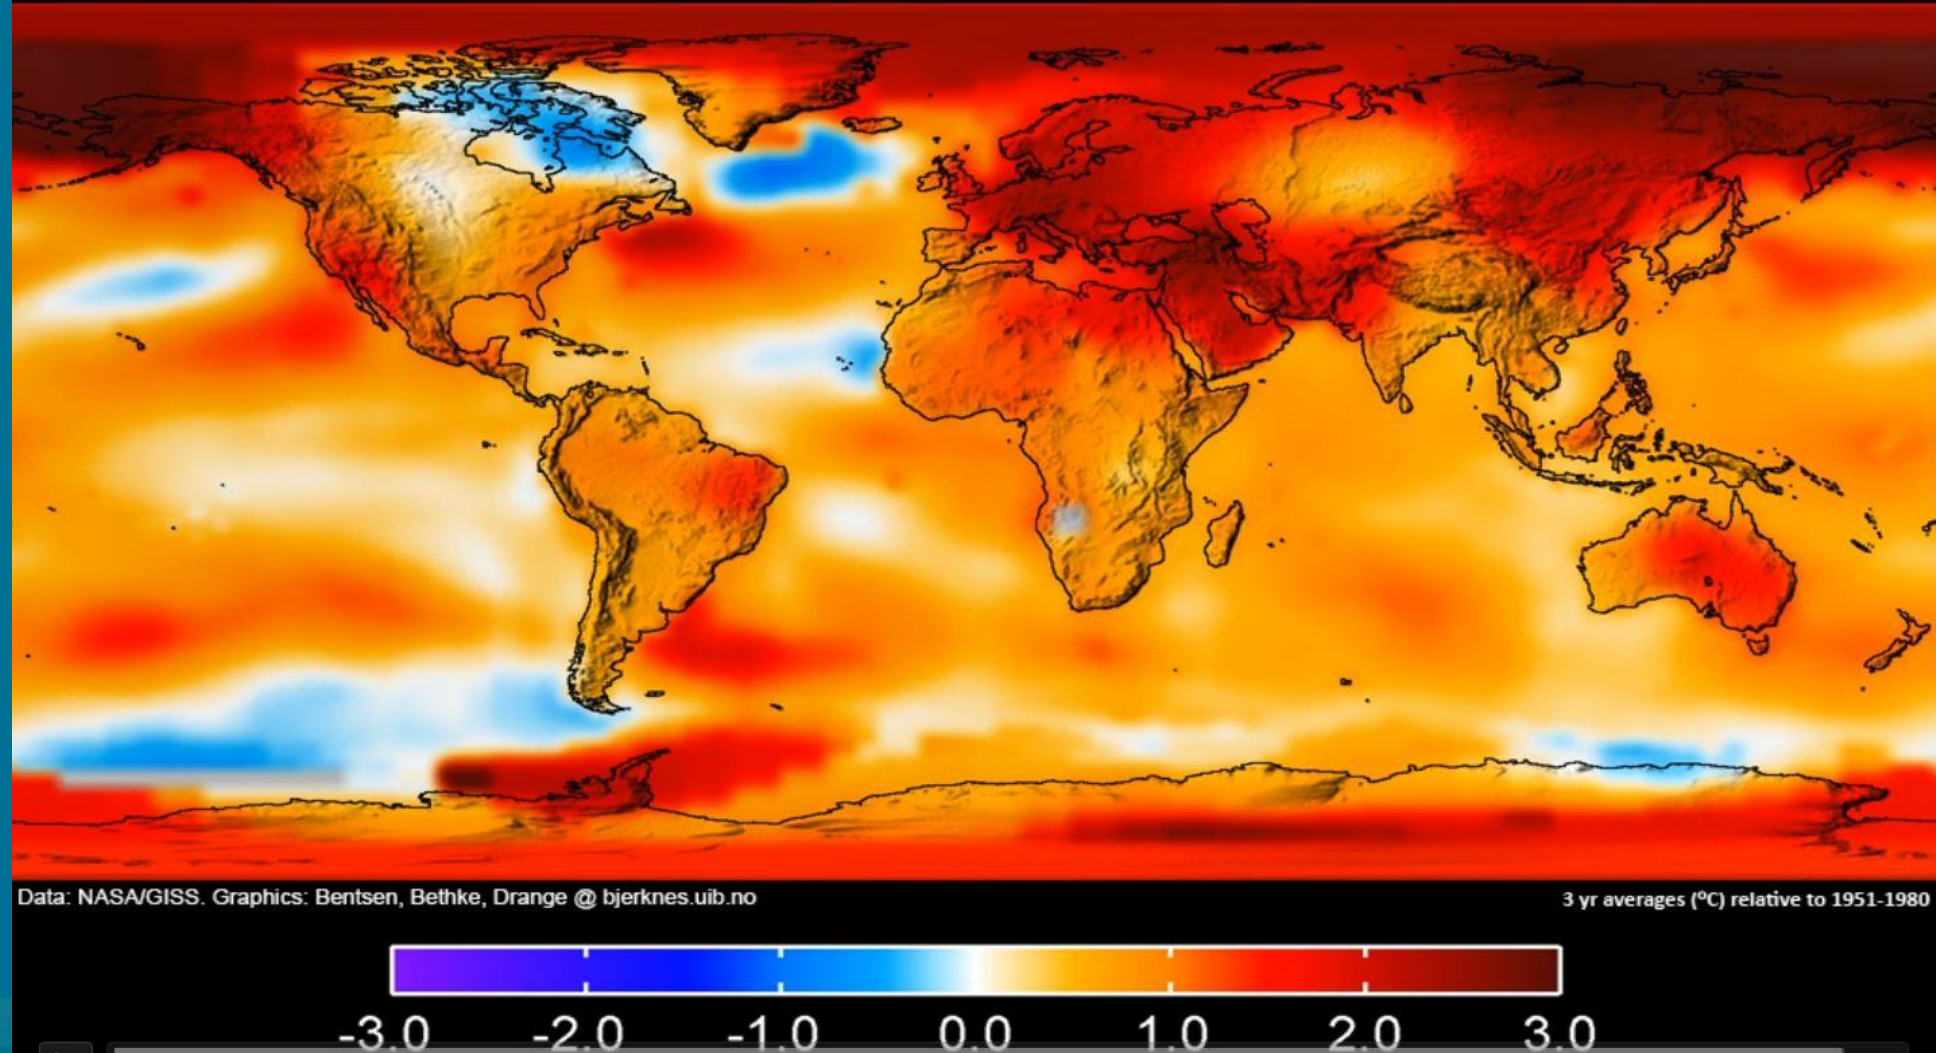 Data: NASA/GISS. Graphics: Bentsen, Bethke, Drange @ bjerknes.uib.no
3 yr averages (⁰C) relative to 1951-1980
-3.0 -2.0 -1.0 0.0 1.0 2.0 3.0